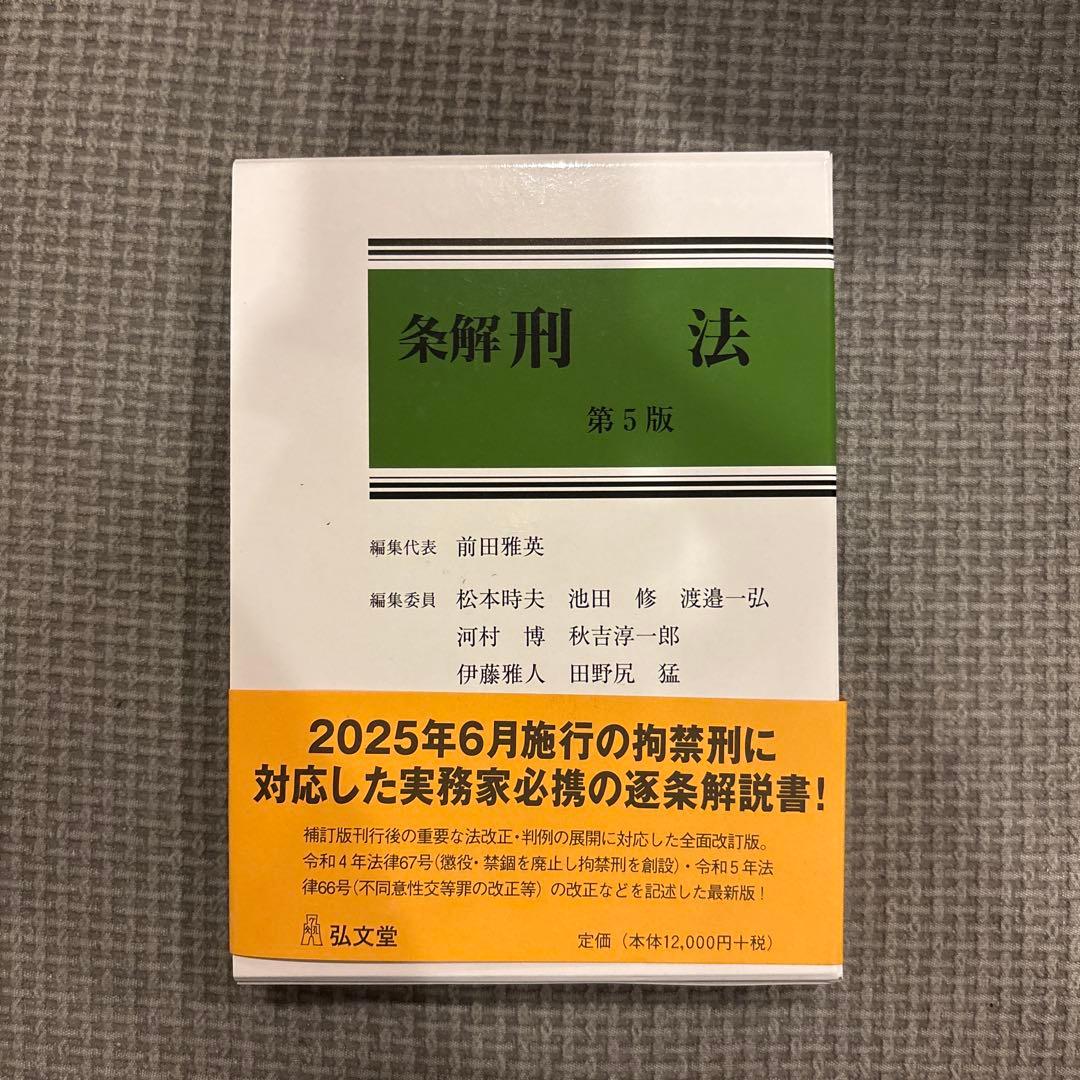 条解刑　法
第5版
編集代表　前田雅英
編集委員　松本時夫　池田　修　渡邉一弘
河村　博　秋吉淳一郎
伊藤雅人　田野尻　猛
2025年6月施行の拘禁刑に
対応した実務家必携の逐条解説書！
補訂版刊行後の重要な法改正・判例の展開に対応した全面改訂版。
令和4年法律67号（懲役・禁錮を廃止し拘禁刑を創設）・令和5年法
律66号（不同意性交等罪の改正等）の改正などを記述した最新版！
弘文堂　定価（本体12,000円＋税）